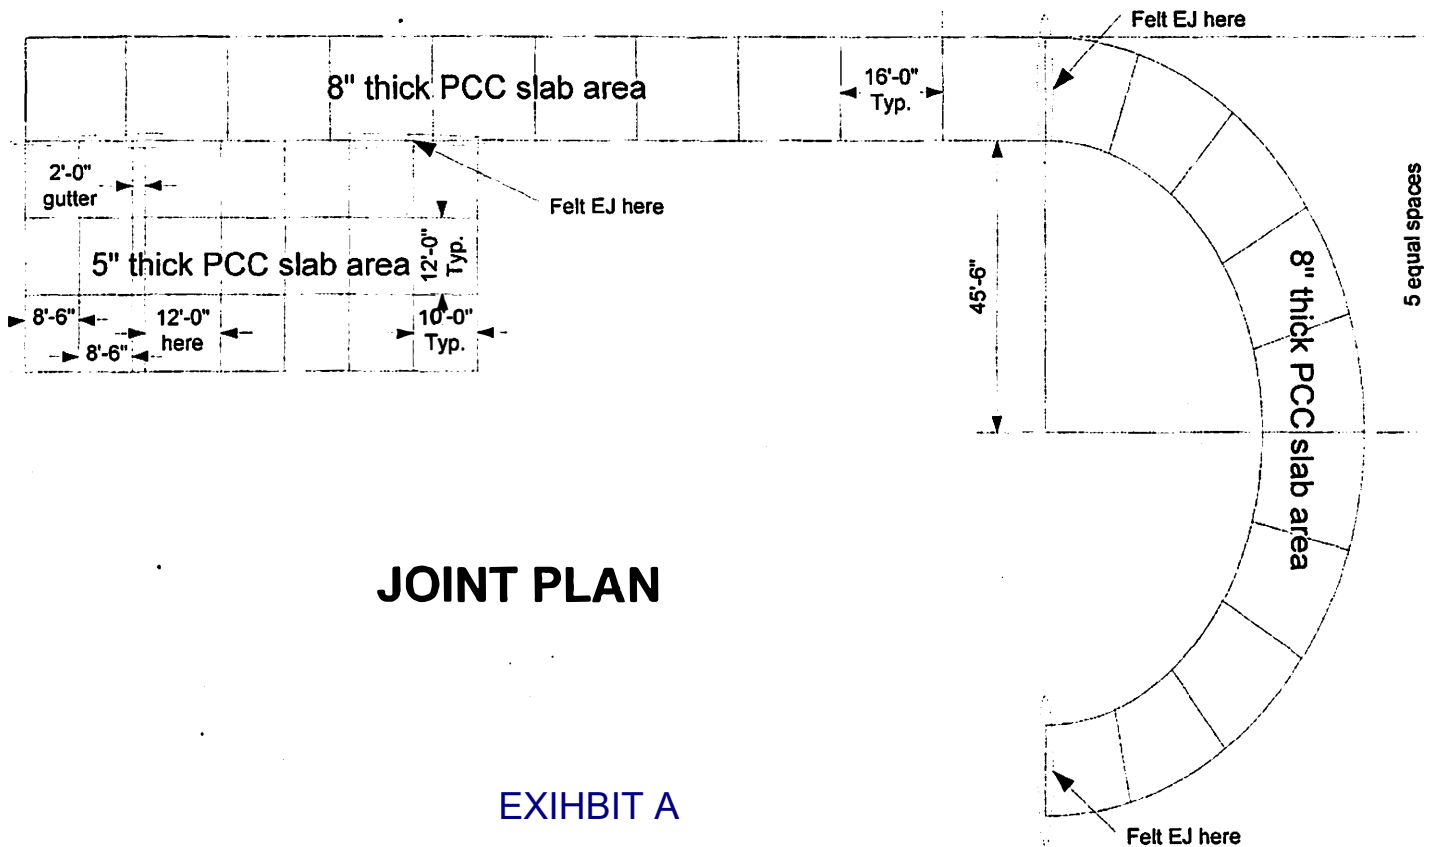 Felt EJ here
8" thick PCC slab area
16'-0"
Typ.
2'-0"
gutter
Felt EJ here
5" thick PCC slab area
12'-0"
Typ.
8'-6"
12'-0"
here
8'-6"
10'-0"
Typ.
45'-6"
8" thick PCC slab area
5 equal spaces
JOINT PLAN
EXIHBIT A
Felt EJ here